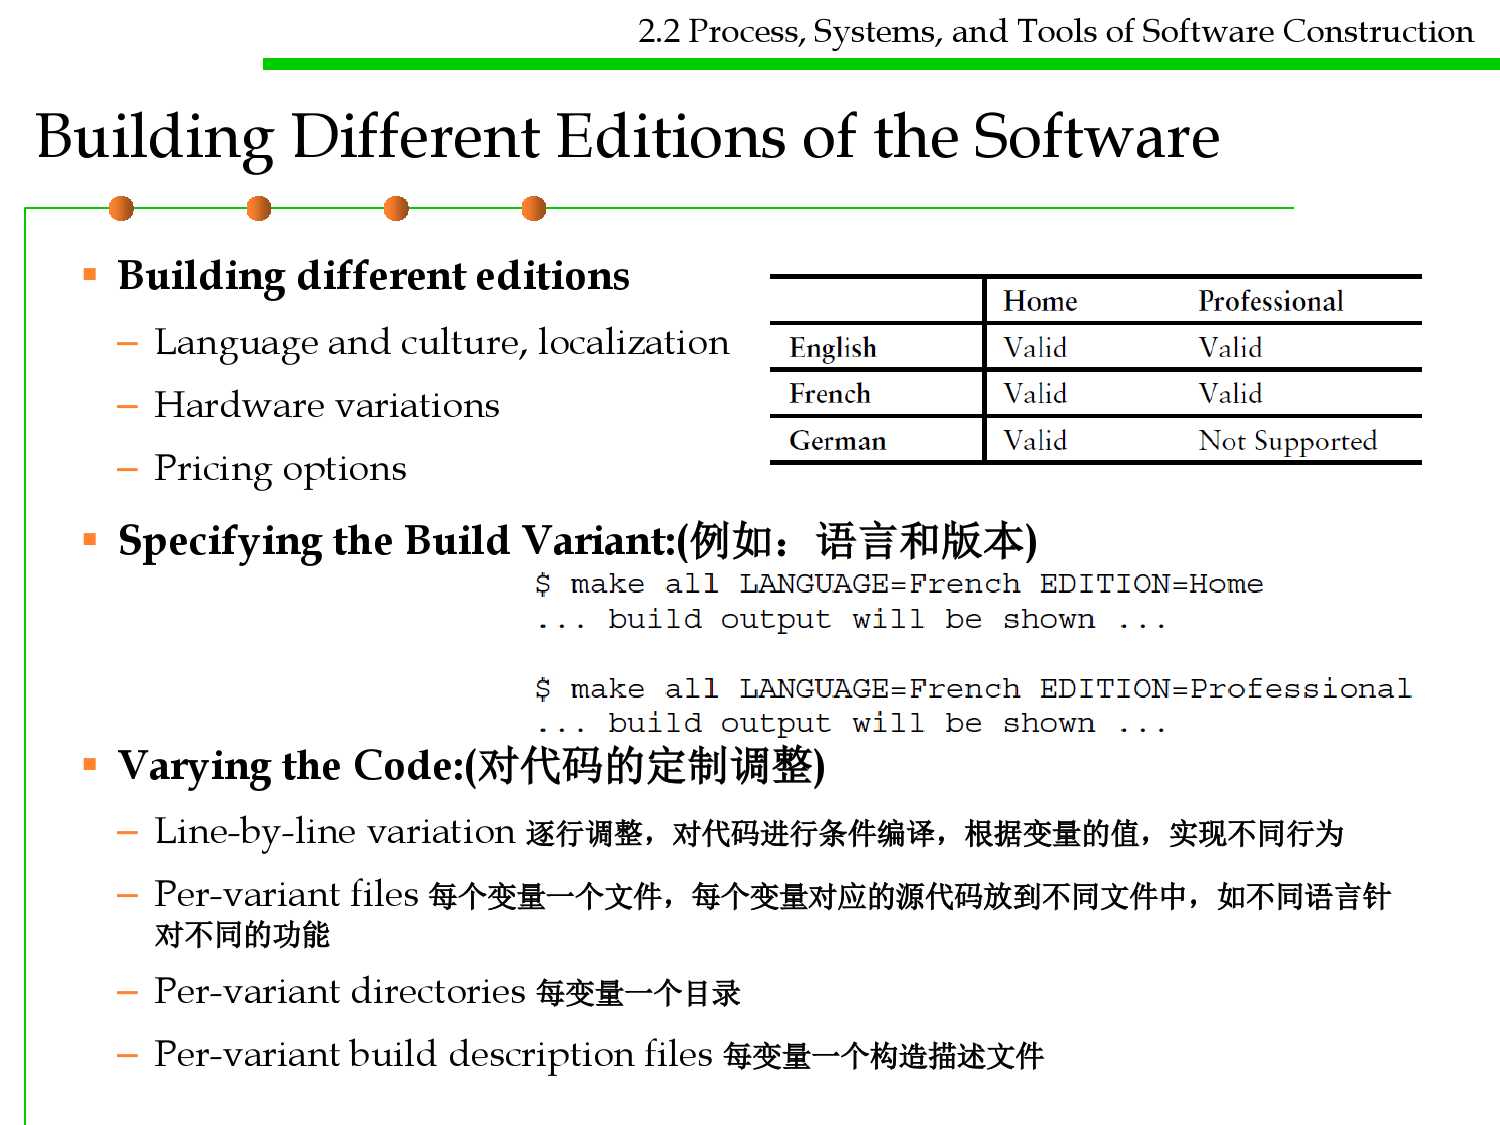 2.2 Process, Systems, and Tools of Software Construction
Building Different Editions of the Software
Building different editions
– Language and culture, localization
– Hardware variations
– Pricing options
Home Professional
English Valid Valid
French Valid Valid
German Valid Not Supported
Specifying the Build Variant:(例如：语言和版本)
$ make all LANGUAGE=French EDITION=Home
... build output will be shown ...
$ make all LANGUAGE=French EDITION=Professional
... build output will be shown ...
Varying the Code:(对代码的定制调整)
– Line-by-line variation 逐行调整，对代码进行条件编译，根据变量的值，实现不同行为
– Per-variant files 每个变量一个文件，每个变量对应的源代码放到不同文件中，如不同语言针
对不同的功能
– Per-variant directories 每变量一个目录
– Per-variant build description files 每变量一个构造描述文件